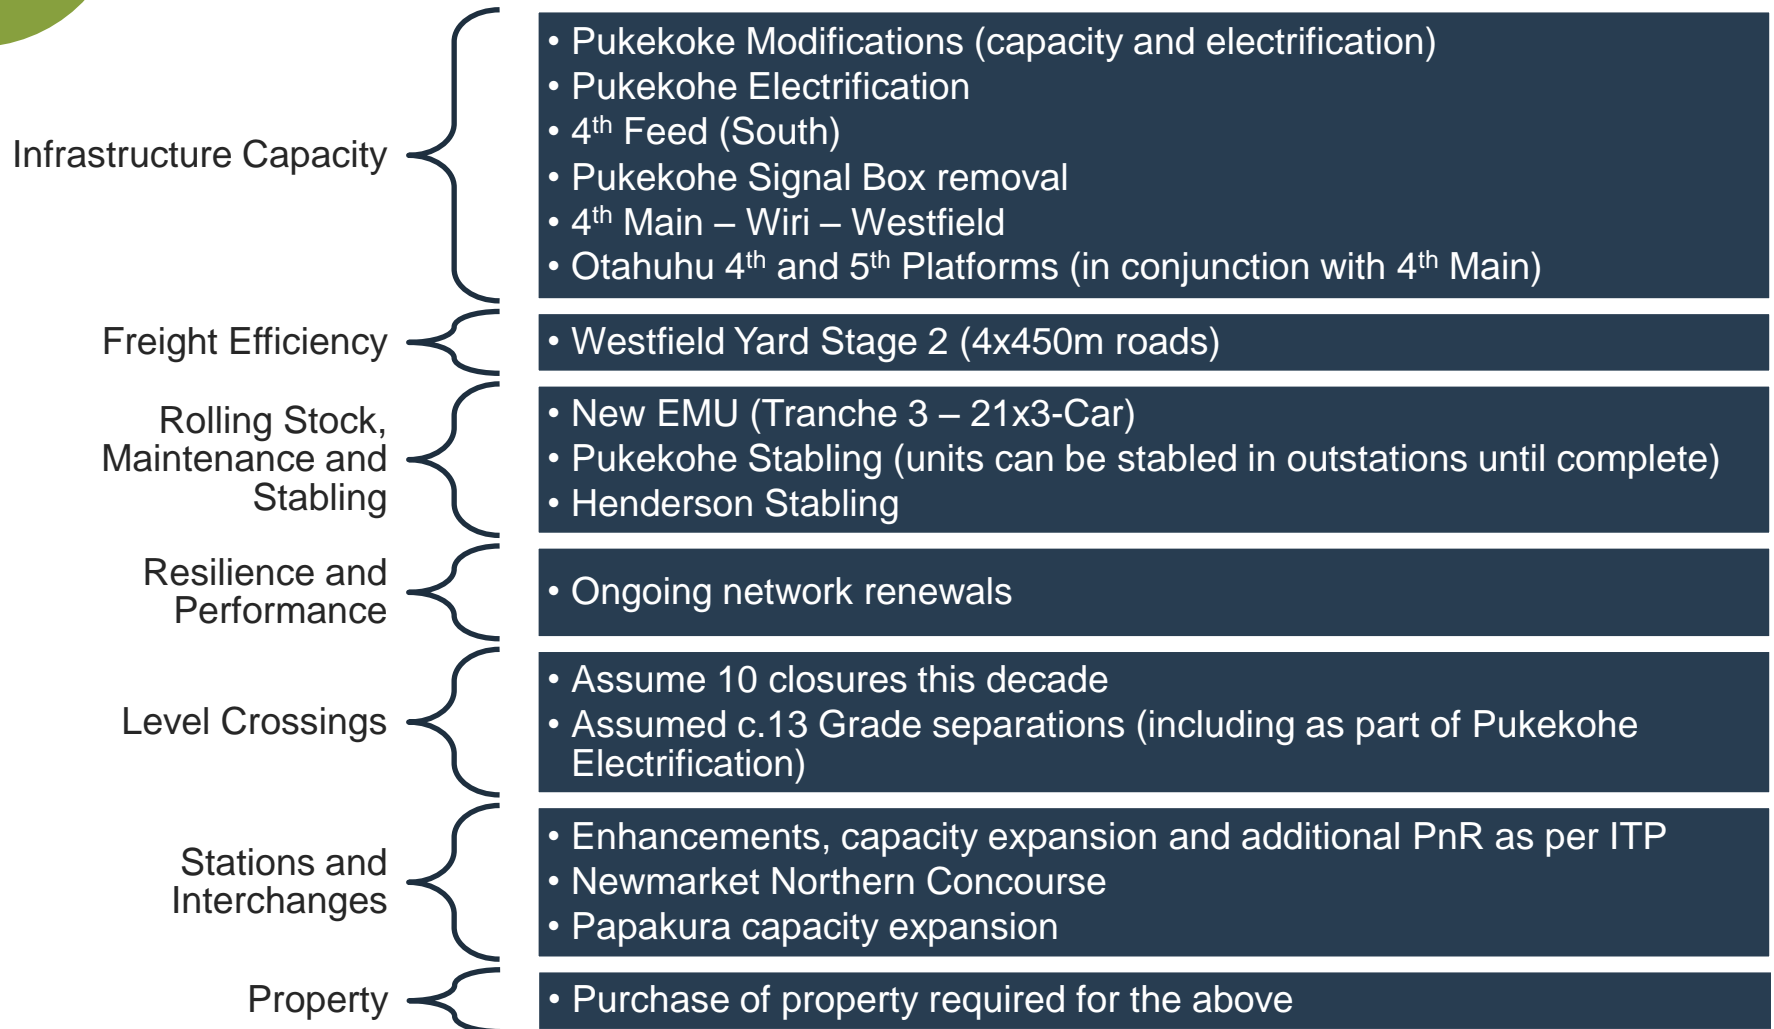 Infrastructure Capacity
• Pukekoke Modifications (capacity and electrification)
• Pukekohe Electrification
• 4th Feed (South)
• Pukekohe Signal Box removal
• 4th Main – Wiri – Westfield
• Otahuhu 4th and 5th Platforms (in conjunction with 4th Main)
Freight Efficiency
• Westfield Yard Stage 2 (4x450m roads)
Rolling Stock,
Maintenance and
Stabling
• New EMU (Tranche 3 – 21x3-Car)
• Pukekohe Stabling (units can be stabled in outstations until complete)
• Henderson Stabling
Resilience and
Performance
• Ongoing network renewals
Level Crossings
• Assume 10 closures this decade
• Assumed c.13 Grade separations (including as part of Pukekohe
Electrification)
Stations and
Interchanges
• Enhancements, capacity expansion and additional PnR as per ITP
• Newmarket Northern Concourse
• Papakura capacity expansion
Property
• Purchase of property required for the above